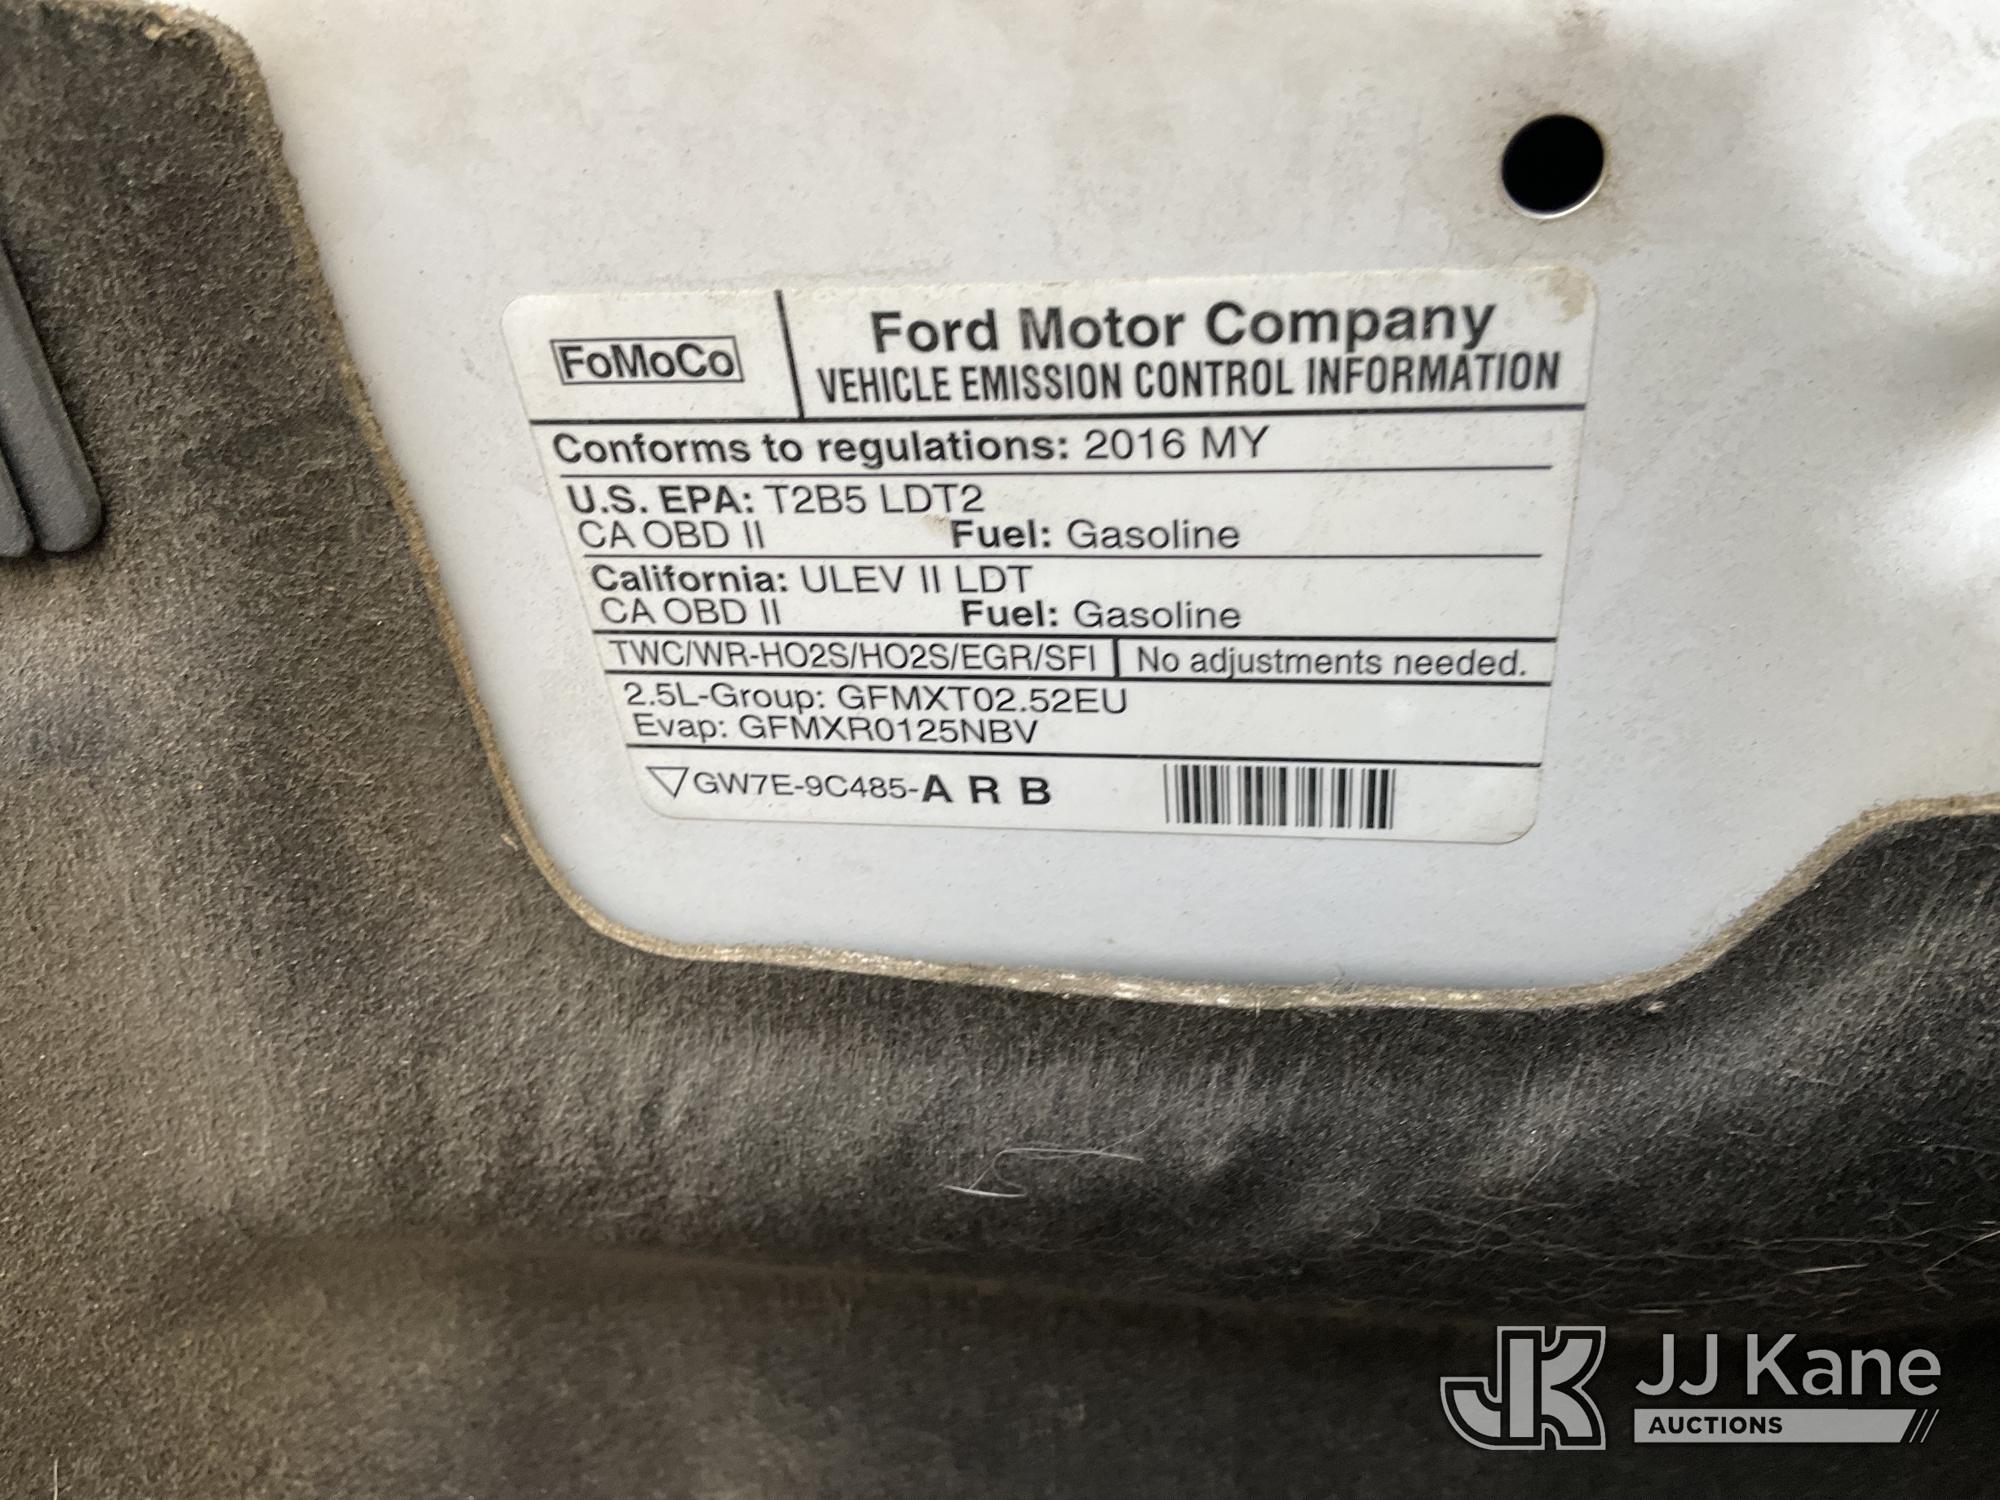 FoMoCo
Ford Motor Company
VEHICLE EMISSION CONTROL INFORMATION
Conforms to regulations: 2016 MY
U.S. EPA: T2B5 LDT2
CA OBD II Fuel: Gasoline
California: ULEV II LDT
CA OBD II Fuel: Gasoline
TWC/WR-HO2S/HO2S/EGR/SFI No adjustments needed.
2.5L-Group: GFMXT02.52EU
Evap: GFMXR0125NBV
GW7E-9C485-A R B
JK JJ Kane
AUCTIONS